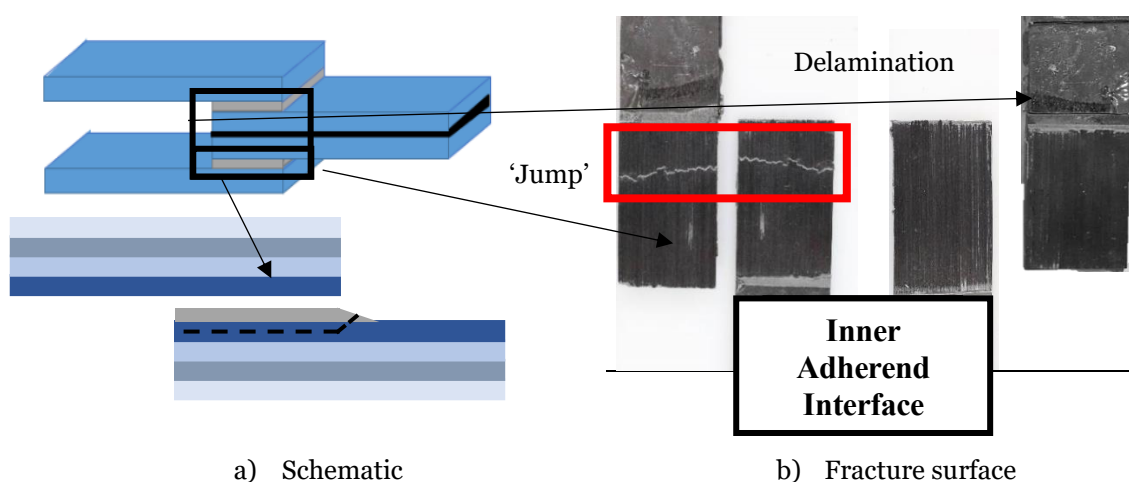 Delamination
‘Jump’
Inner
Adherend
Interface
a) Schematic
b) Fracture surface